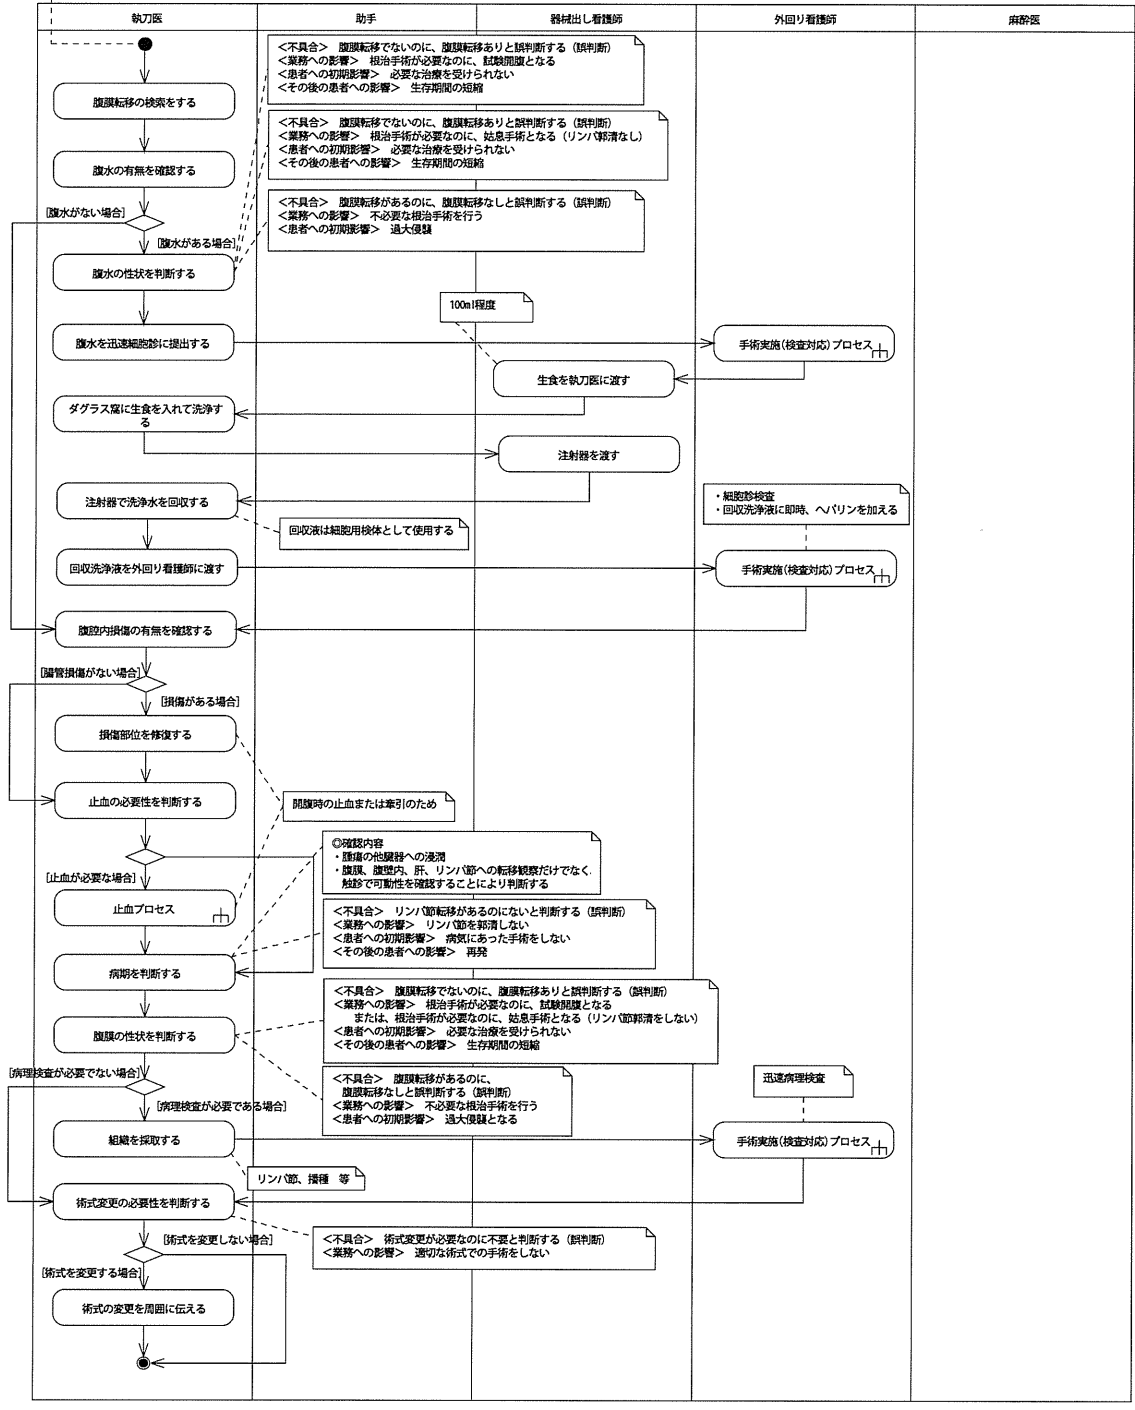 執刀医
助手
器械出し看護師
外回り看護師
麻酔医
＜不具合＞　腹膜転移でないのに、腹膜転移ありと誤判断する（誤判断）
＜業務への影響＞　根治手術が必要なのに、試験開腹となる
＜患者への初期影響＞　必要な治療を受けられない
＜その後の患者への影響＞　生存期間の短縮
腹膜転移の検索をする
＜不具合＞　腹膜転移でないのに、腹膜転移ありと誤判断する（誤判断）
＜業務への影響＞　根治手術が必要なのに、姑息手術となる（リンパ郭清なし）
＜患者への初期影響＞　必要な治療を受けられない
＜その後の患者への影響＞　生存期間の短縮
腹水の有無を確認する
＜不具合＞　腹膜転移があるのに、腹膜転移なしと誤判断する（誤判断）
＜業務への影響＞　不必要な根治手術を行う
＜患者への初期影響＞　過大侵襲
[腹水がない場合]
[腹水がある場合]
腹水の性状を判断する
100ml程度
腹水を迅速細胞診に提出する
手術実施（検査対応）プロセス
生食を執刀医に渡す
ダグラス窩に生食を入れて洗浄す
る
注射器を渡す
注射器で洗浄水を回収する
・細胞診検査
・回収洗浄液に即時、ヘパリンを加える
回収液は細胞用検体として使用する
回収洗浄液を外回り看護師に渡す
手術実施（検査対応）プロセス
腹腔内損傷の有無を確認する
[腸管損傷がない場合]
[損傷がある場合]
損傷部位を修復する
止血の必要性を判断する
開腹時の止血または牽引のため
◎確認内容
・腫瘍の他臓器への浸潤
・腹膜、腹壁内、肝、リンパ節への転移観察だけでなく、
触診で可動性を確認することにより判断する
[止血が必要な場合]
止血プロセス
＜不具合＞　リンパ節転移があるのにないと判断する（誤判断）
＜業務への影響＞　リンパ節を郭清しない
＜患者への初期影響＞　病気にあった手術をしない
＜その後の患者への影響＞　再発
病期を判断する
＜不具合＞　腹膜転移でないのに、腹膜転移ありと誤判断する（誤判断）
＜業務への影響＞　根治手術が必要なのに、試験開腹となる
または、根治手術が必要なのに、姑息手術となる（リンパ節郭清をしない）
＜患者への初期影響＞　必要な治療を受けられない
＜その後の患者への影響＞　生存期間の短縮
腹膜の性状を判断する
[病理検査が必要でない場合]
＜不具合＞　腹膜転移があるのに、
腹膜転移なしと誤判断する（誤判断）
＜業務への影響＞　不必要な根治手術を行う
＜患者への初期影響＞　過大侵襲となる
迅速病理検査
[病理検査が必要である場合]
組織を採取する
手術実施（検査対応）プロセス
リンパ節、播種　等
術式変更の必要性を判断する
[術式を変更しない場合]
＜不具合＞　術式変更が必要なのに不要と判断する（誤判断）
＜業務への影響＞　適切な術式での手術をしない
[術式を変更する場合]
術式の変更を周囲に伝える